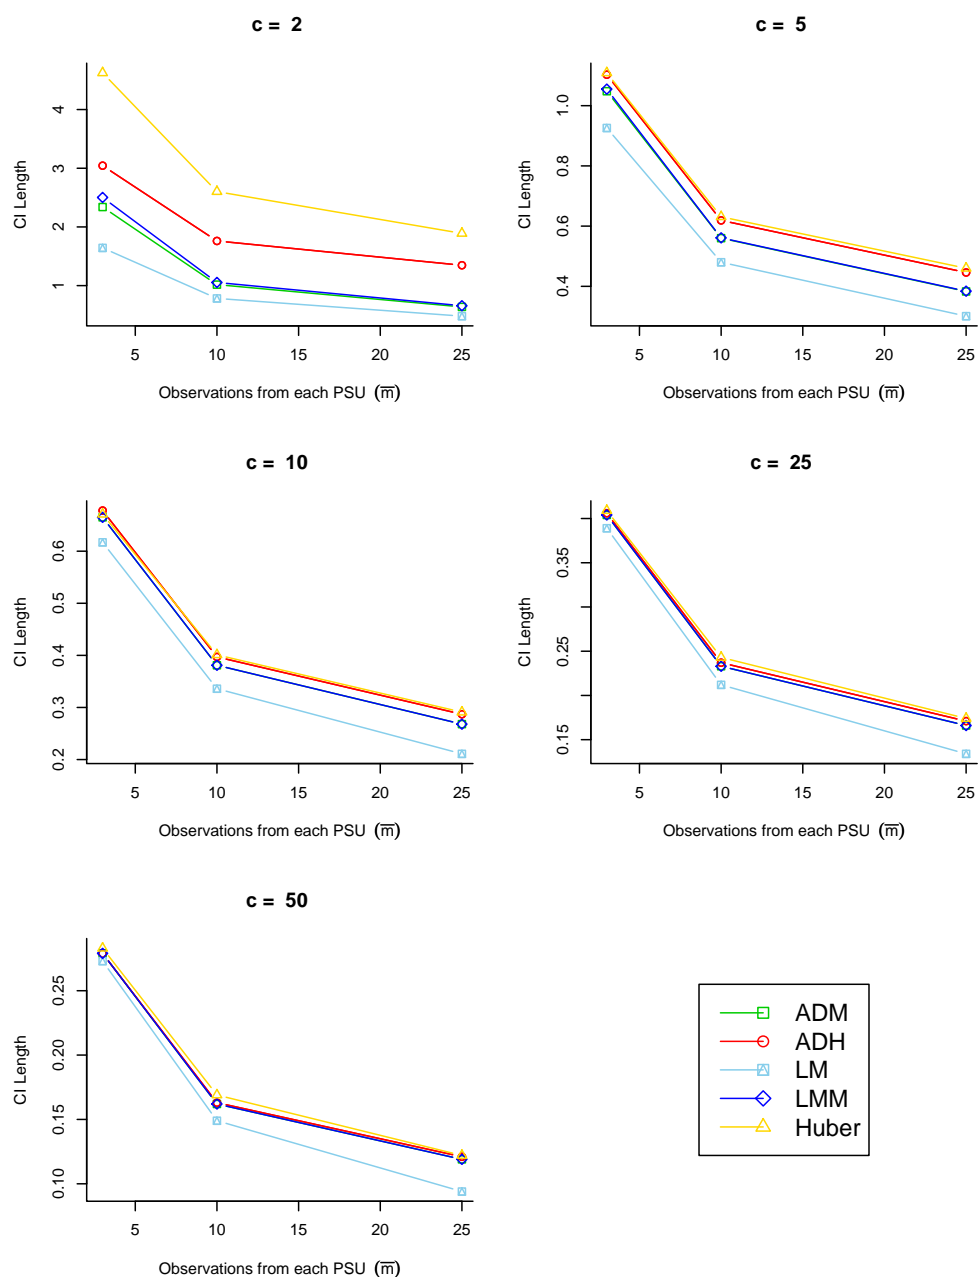 c = 2
CI Length
1 2 3 4
5 10 15 20 25
Observations from each PSU (m̅)
c = 5
CI Length
0.4 0.6 0.8 1.0
5 10 15 20 25
Observations from each PSU (m̅)
c = 10
CI Length
0.2 0.3 0.4 0.5 0.6
5 10 15 20 25
Observations from each PSU (m̅)
c = 25
CI Length
0.15 0.25 0.35
5 10 15 20 25
Observations from each PSU (m̅)
c = 50
CI Length
0.10 0.15 0.20 0.25
5 10 15 20 25
Observations from each PSU (m̅)
ADM
ADH
LM
LMM
Huber